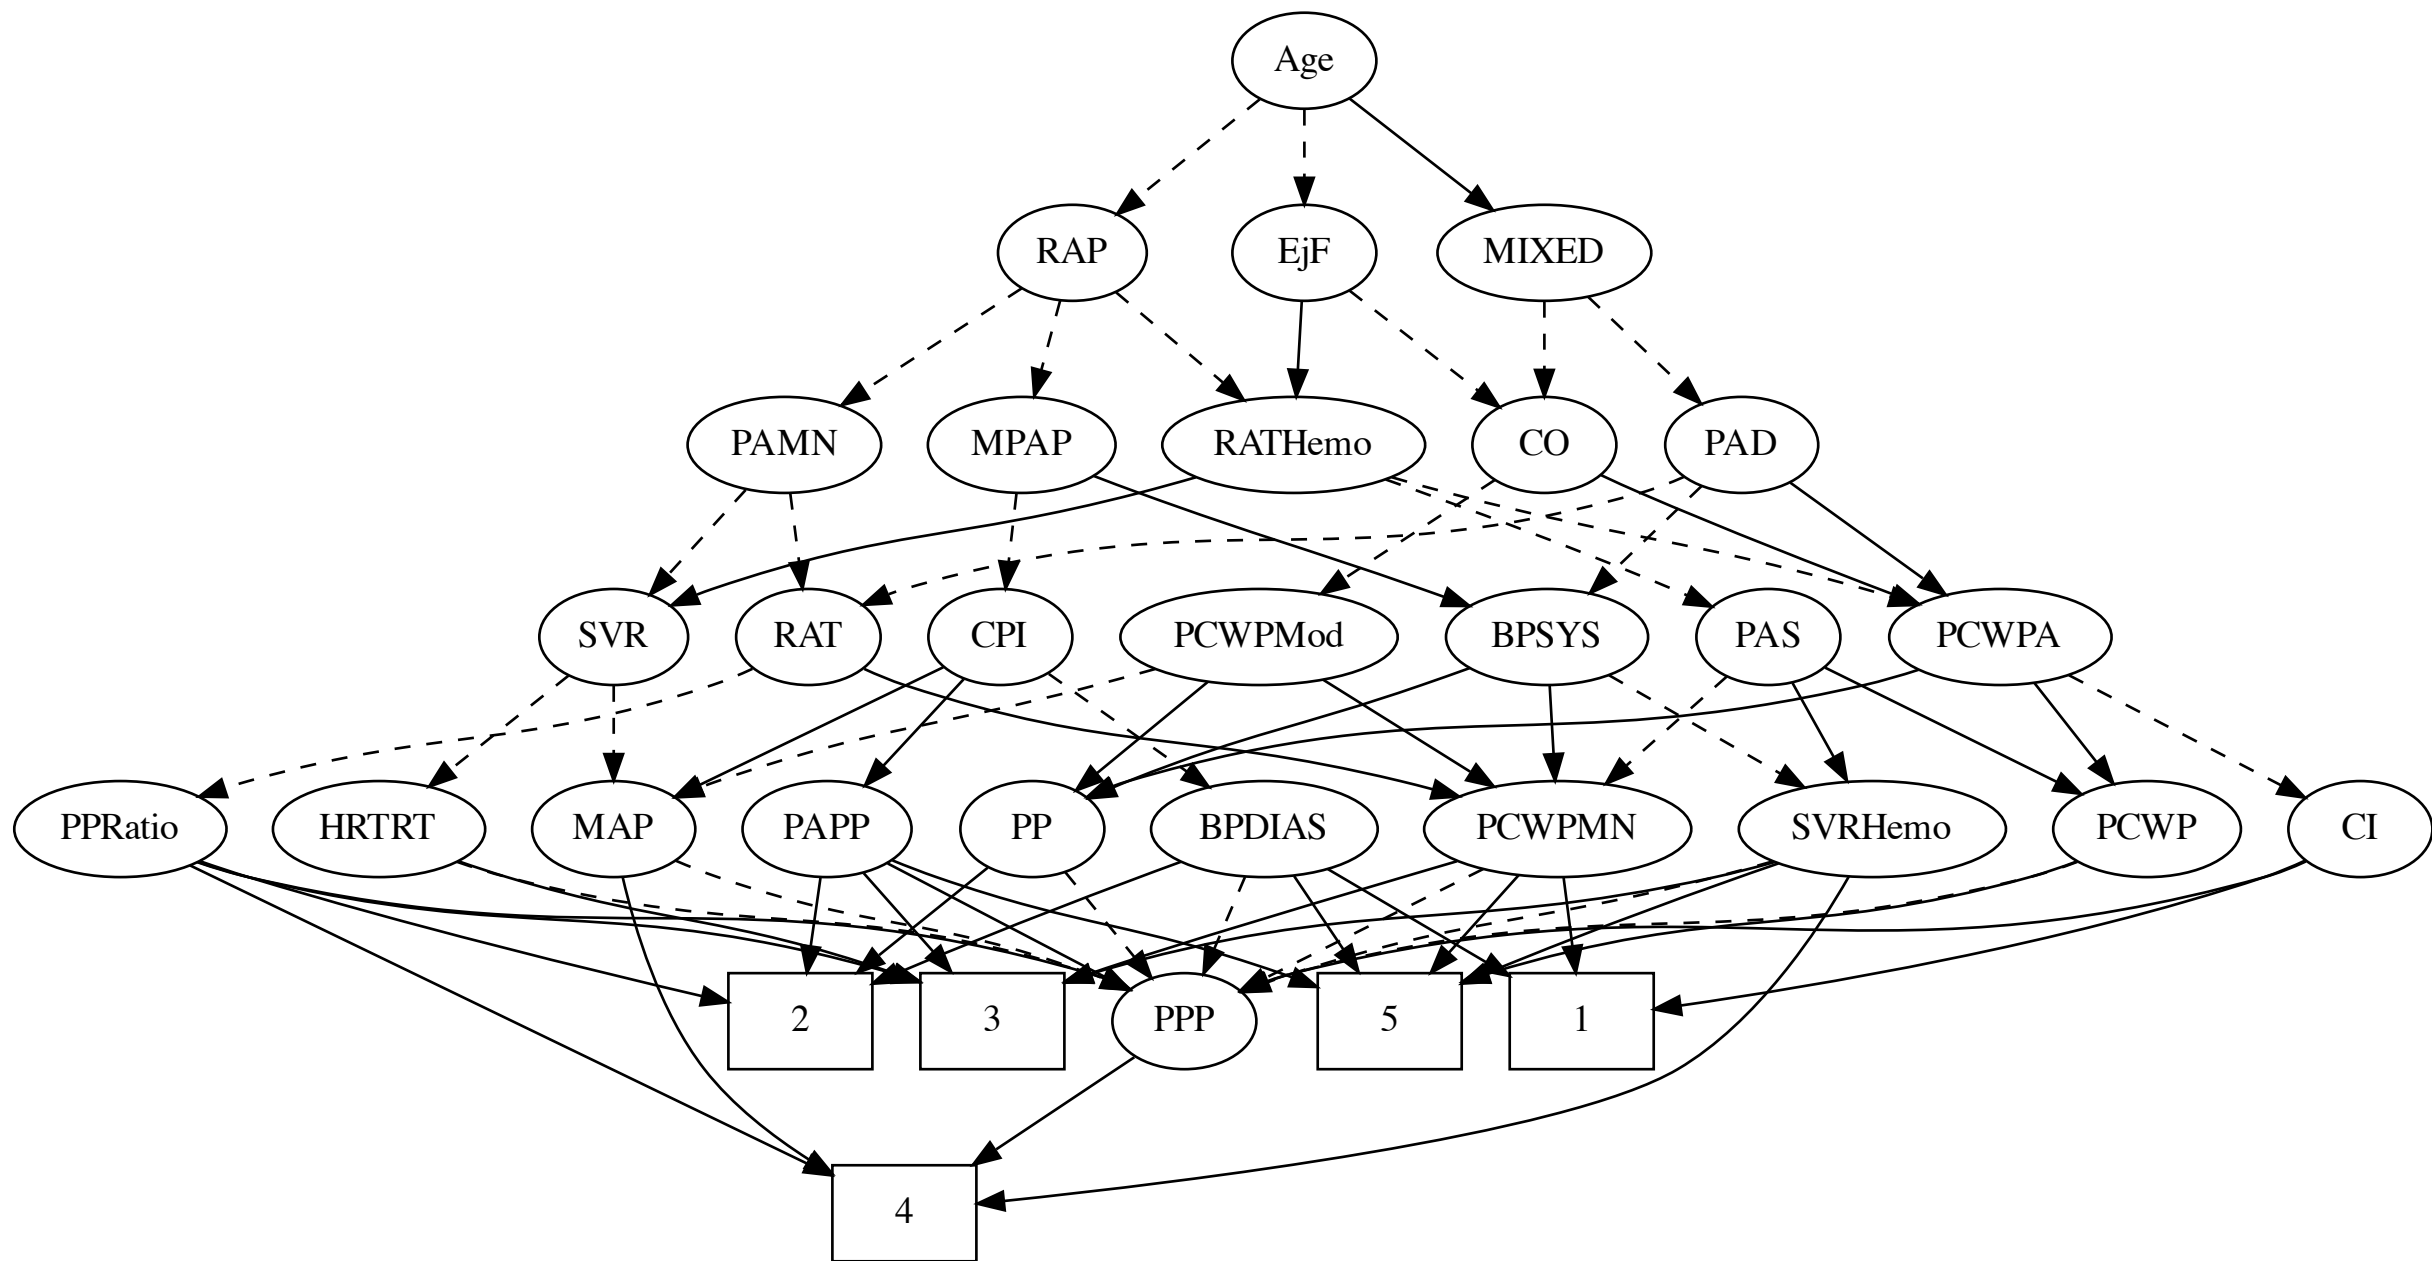 Age
RAP
EjF
MIXED
PAMN
MPAP
RATHemo
CO
PAD
SVR
RAT
CPI
PCWPMod
BPSYS
PAS
PCWPA
PPRatio
HRTRT
MAP
PAPP
PP
BPDIAS
PCWPMN
SVRHemo
PCWP
CI
2
3
PPP
5
1
4